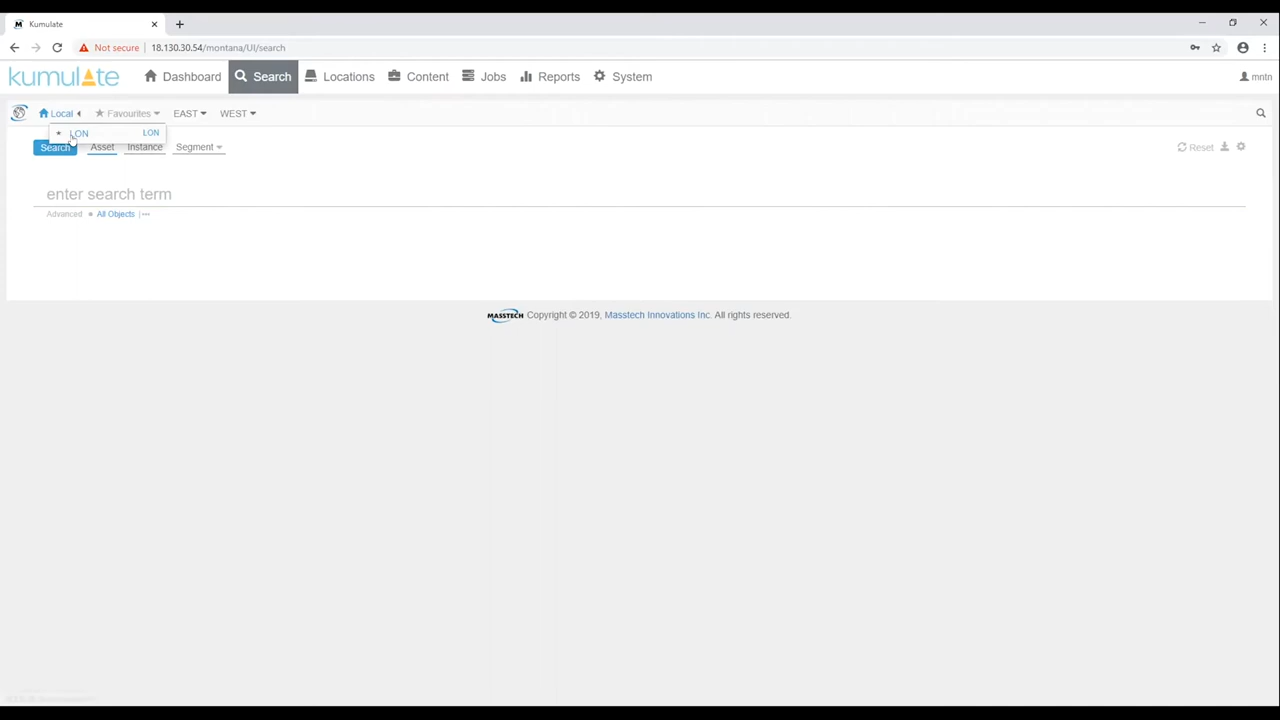 Kumulate
Not secure 18.130.30.54/montana/UI/search
kumulate Dashboard Search Locations Content Jobs Reports System mntn
Local Favourites EAST WEST
LON LON
Search Asset Instance Segment Reset
enter search term
Advanced All Objects
MASSTECH Copyright © 2019, Masstech Innovations Inc. All rights reserved.